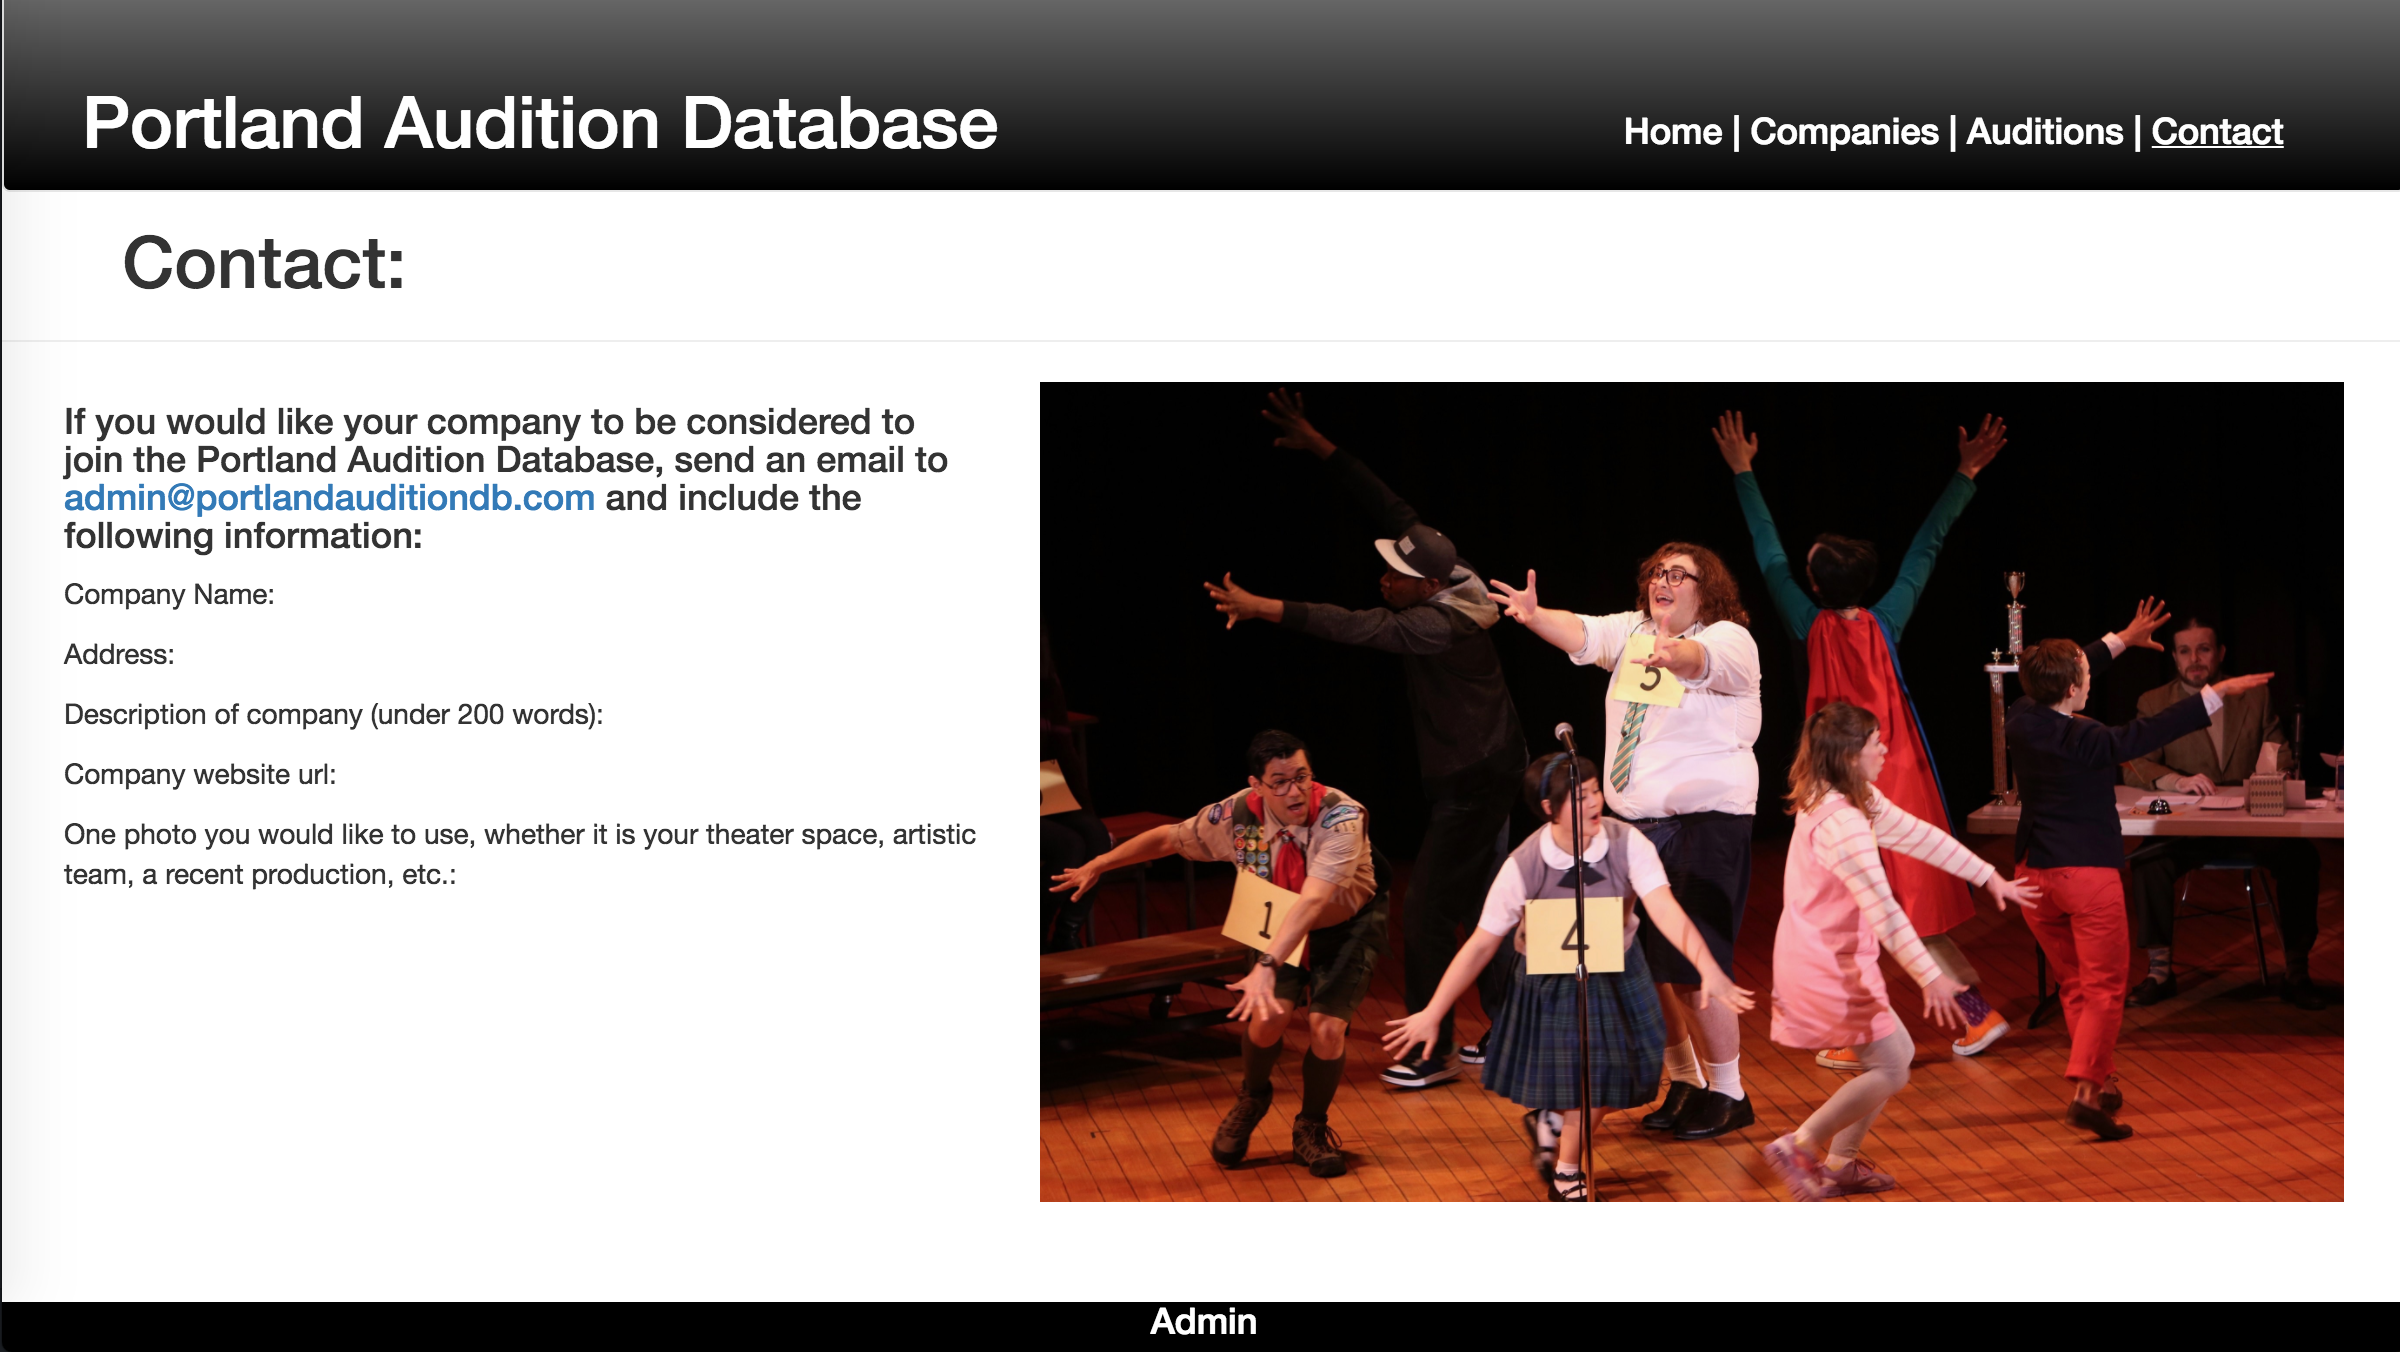 Portland Audition Database
Home | Companies | Auditions | Contact
Contact:
If you would like your company to be considered to
join the Portland Audition Database, send an email to
admin@portlandauditiondb.com and include the
following information:
Company Name:
Address:
Description of company (under 200 words):
Company website url:
One photo you would like to use, whether it is your theater space, artistic
team, a recent production, etc.:
5
1
4
Admin